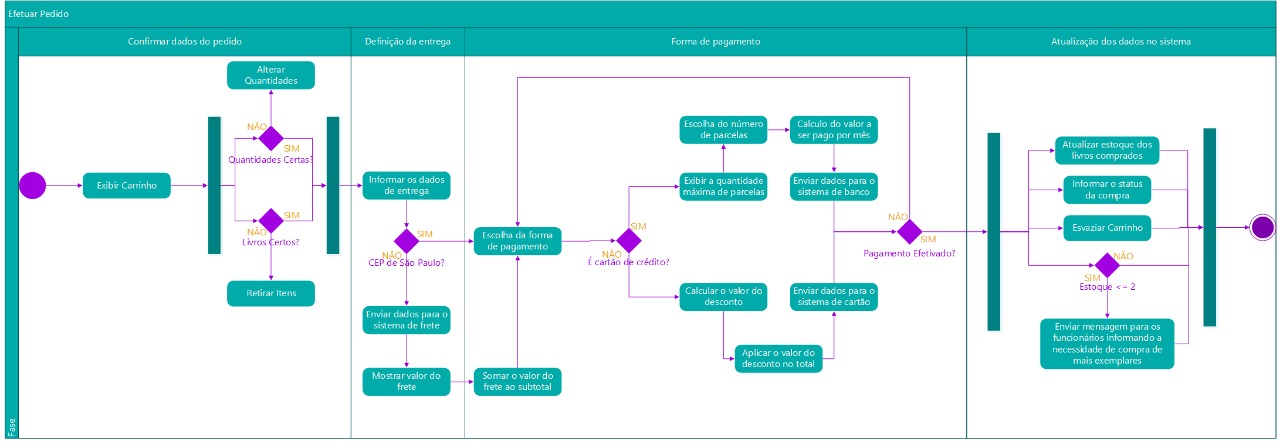 Efetuar Pedido
Fase
Confirmar dados do pedido
Definição da entrega
Forma de pagamento
Atualização dos dados no sistema
Alterar
Quantidades
NÃO
SIM
Quantidades Certas?
Exibir Carrinho
SIM
NÃO
Livros Certos?
Retirar Itens
Informar os dados
de entrega
SIM
NÃO
CEP de São Paulo?
Enviar dados para o
sistema de frete
Mostrar valor do
frete
Somar o valor do
frete ao subtotal
Escolha da forma
de pagamento
SIM
NÃO
É cartão de crédito?
Exibir a quantidade
máxima de parcelas
Escolha do número
de parcelas
Calculo do valor a
ser pago por mês
Enviar dados para o
sistema de banco
Calcular o valor do
desconto
Aplicar o valor do
desconto no total
Enviar dados para o
sistema de cartão
NÃO
SIM
Pagamento Efetivado?
Atualizar estoque dos
livros comprados
Informar o status
da compra
Esvaziar Carrinho
NÃO
SIM
Estoque <= 2
Enviar mensagem para os
funcionários informando a
necessidade de compra de
mais exemplares